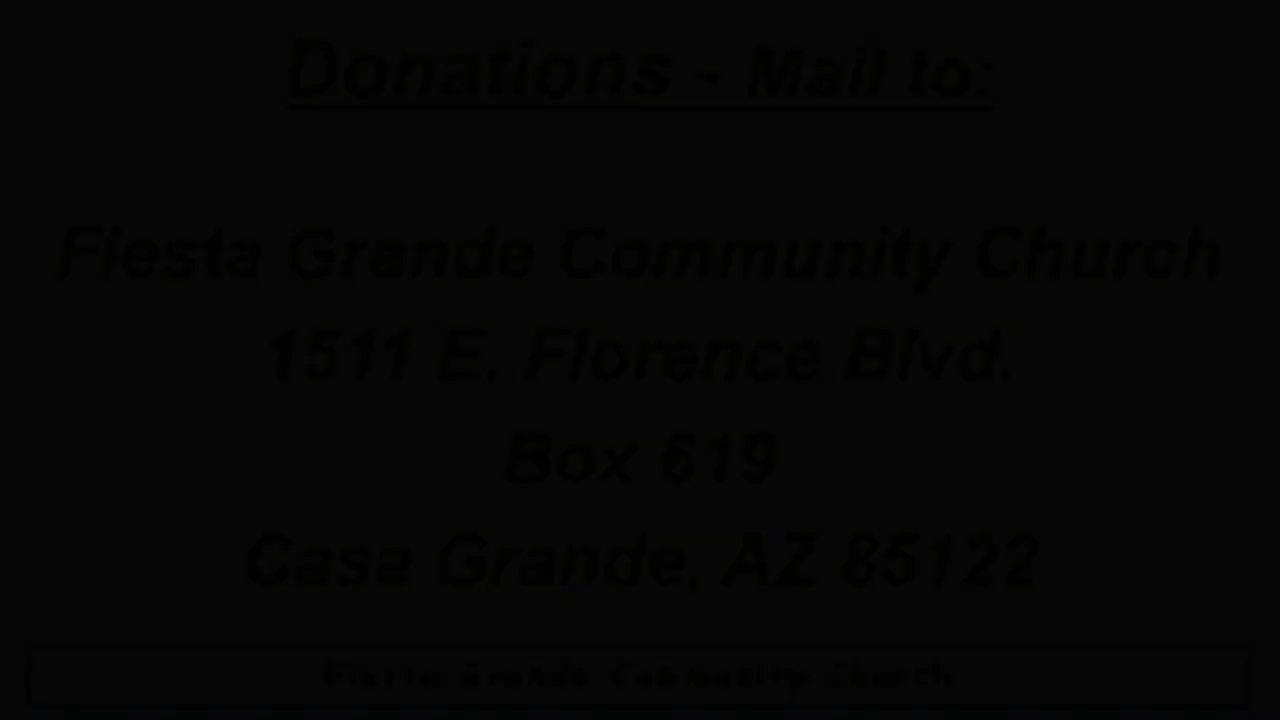 Donations - Mail to:
Fiesta Grande Community Church
1511 E. Florence Blvd.
Box 619
Casa Grande, AZ 85122
Fiesta Grande Community Church